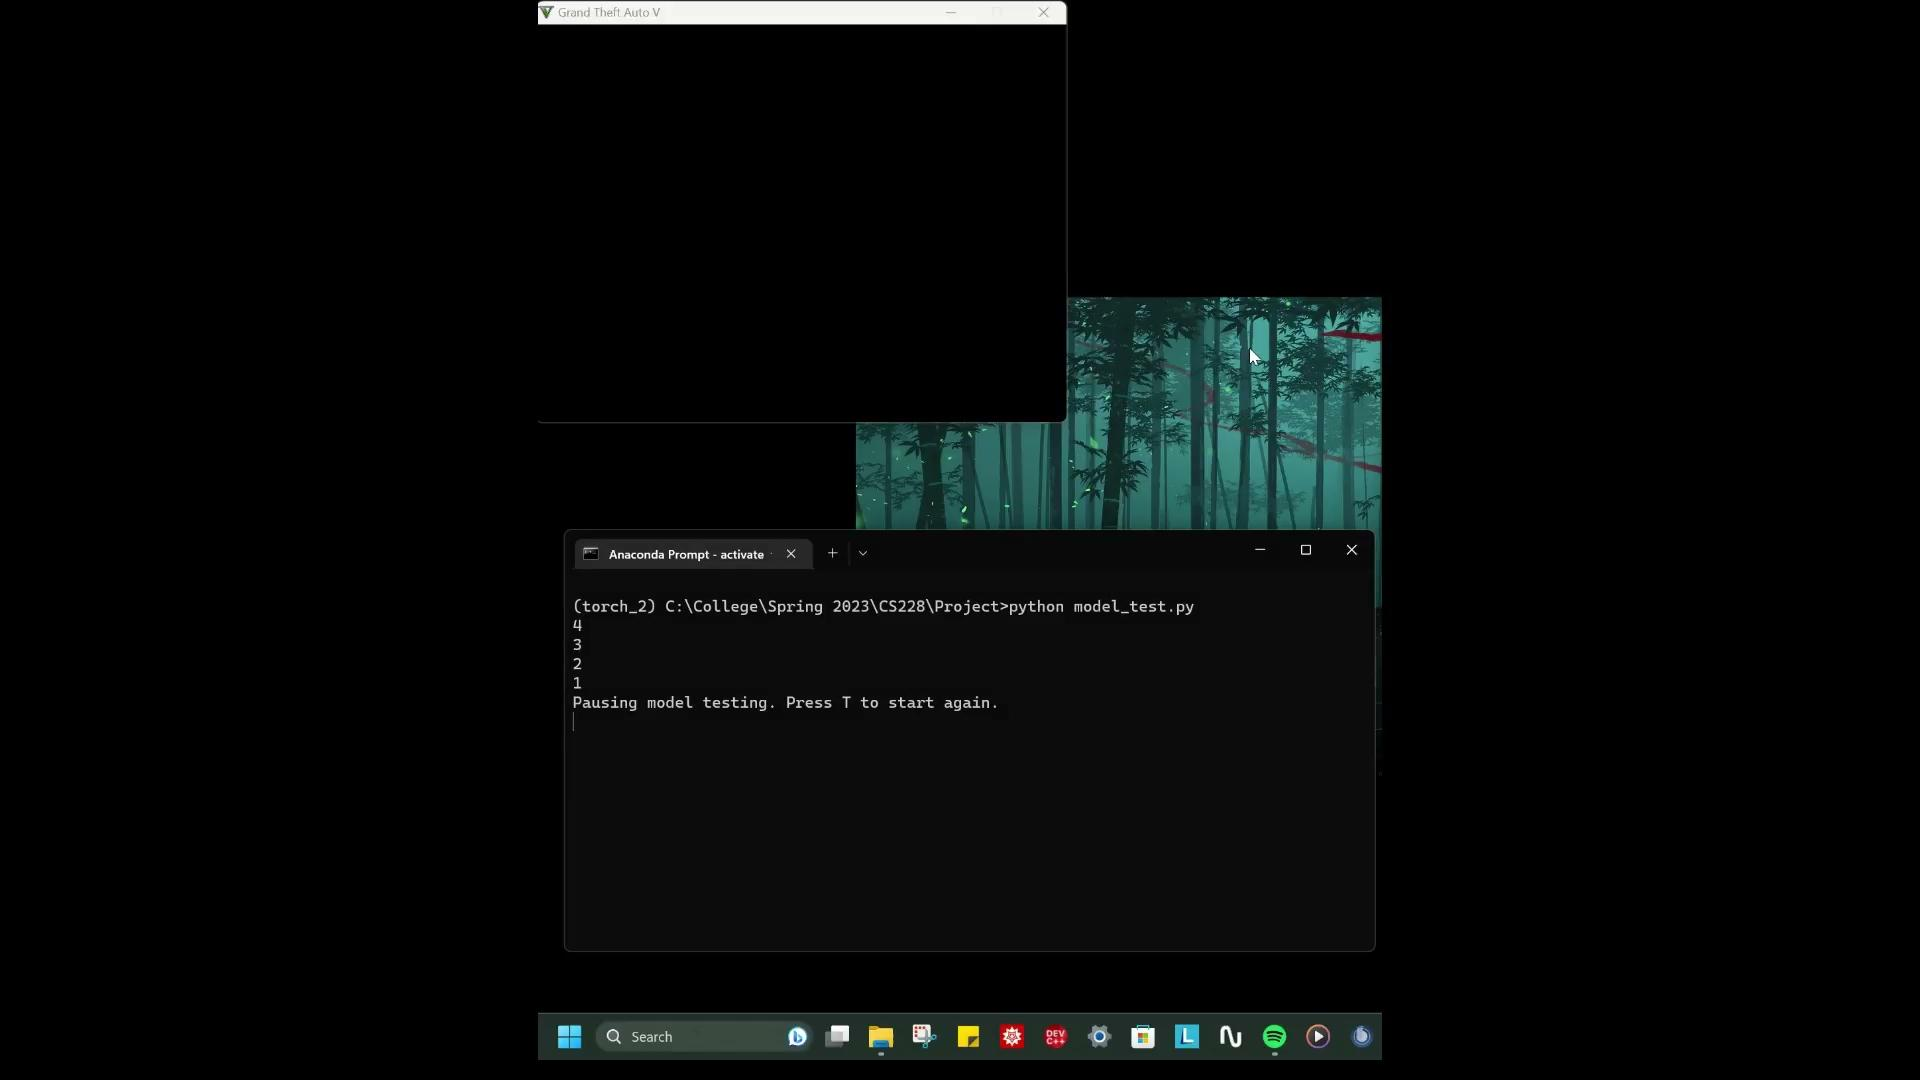 Grand Theft Auto V
Anaconda Prompt - activate
(torch_2) C:\College\Spring 2023\CS228\Project>python model_test.py
4
3
2
1
Pausing model testing. Press T to start again.
Search
DEV
C++
L